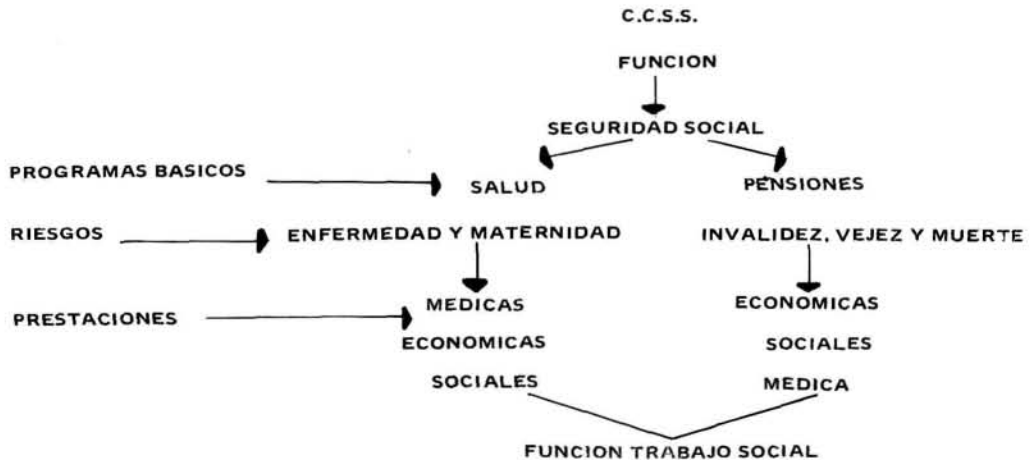 C.C.S.S.
FUNCION
SEGURIDAD SOCIAL
PROGRAMAS BASICOS
SALUD
PENSIONES
RIESGOS
ENFERMEDAD Y MATERNIDAD
INVALIDEZ, VEJEZ Y MUERTE
PRESTACIONES
MEDICAS
ECONOMICAS
ECONOMICAS
SOCIALES
SOCIALES
MEDICA
FUNCION TRABAJO SOCIAL